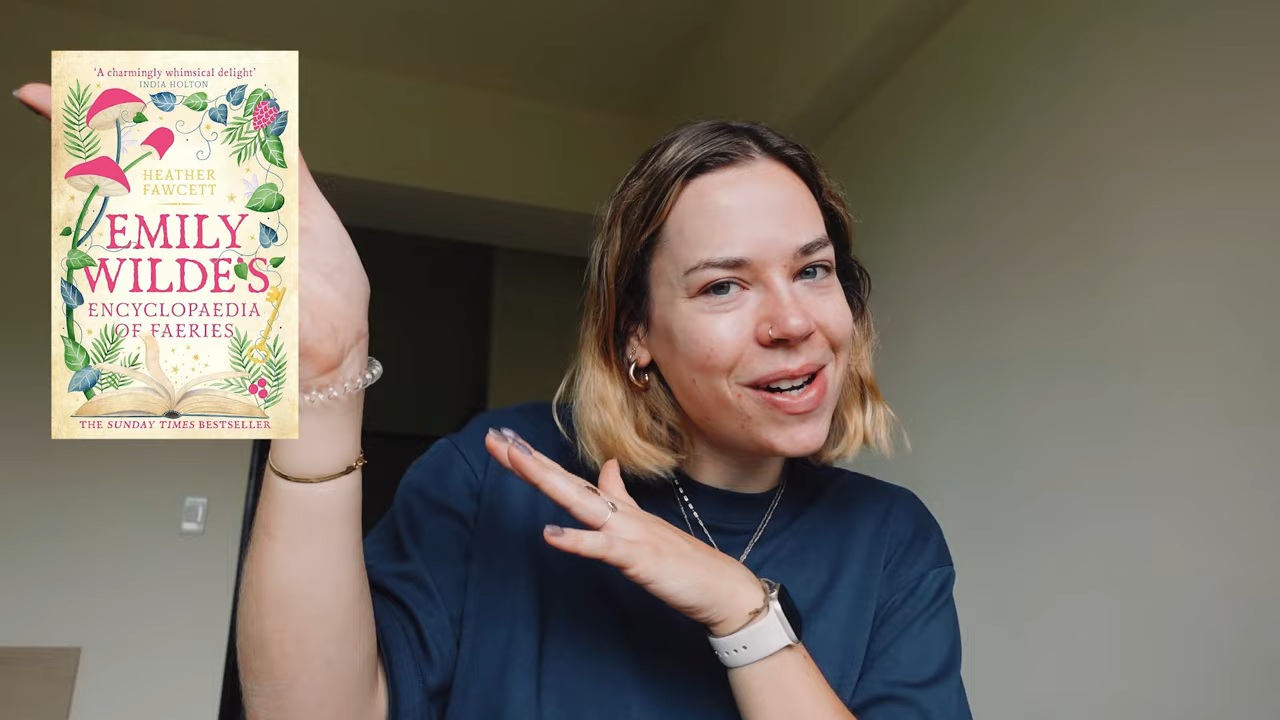 ‘A charmingly whimsical delight’
INDIA HOLTON
HEATHER
FAWCETT
EMILY
WILDE'S
ENCYCLOPAEDIA
OF FAERIES
THE SUNDAY TIMES BESTSELLER